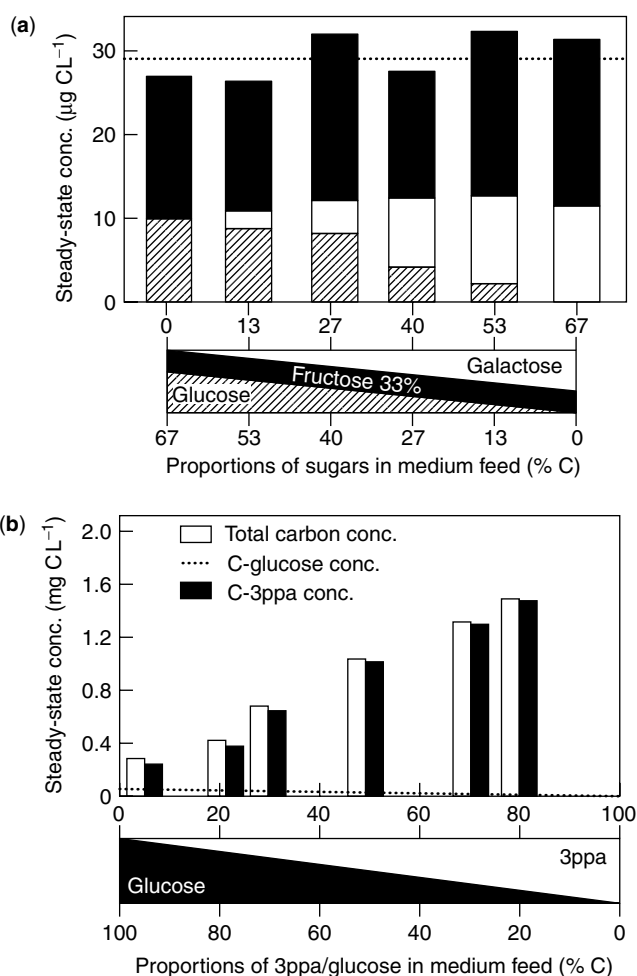 (a)
Steady-state conc. (µg CL⁻¹)
30
20
10
0
0 13 27 40 53 67
Galactose
Fructose 33%
Glucose
67 53 40 27 13 0
Proportions of sugars in medium feed (% C)
(b)
Steady-state conc. (mg CL⁻¹)
2.0
1.6
1.2
0.8
0.4
0
Total carbon conc.
C-glucose conc.
C-3ppa conc.
0 20 40 60 80 100
3ppa
Glucose
100 80 60 40 20 0
Proportions of 3ppa/glucose in medium feed (% C)